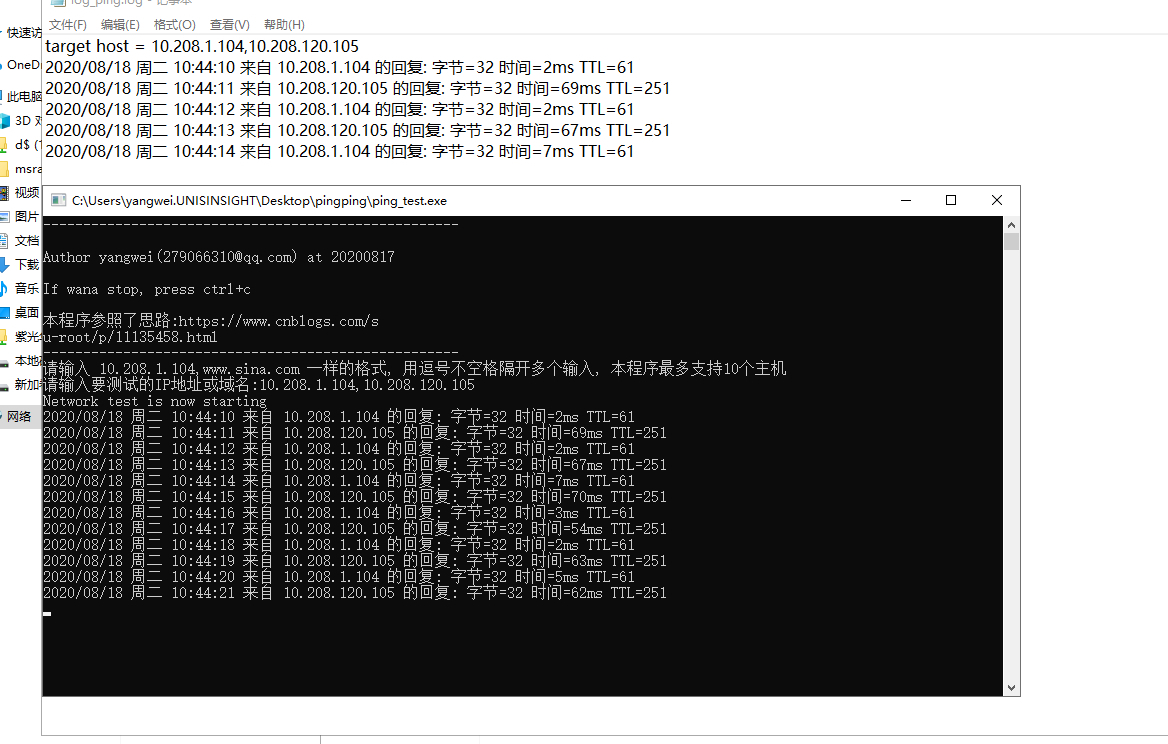 log_ping.log - 记事本
文件(F) 编辑(E) 格式(O) 查看(V) 帮助(H)
target host = 10.208.1.104,10.208.120.105
2020/08/18 周二 10:44:10 来自 10.208.1.104 的回复: 字节=32 时间=2ms TTL=61
2020/08/18 周二 10:44:11 来自 10.208.120.105 的回复: 字节=32 时间=69ms TTL=251
2020/08/18 周二 10:44:12 来自 10.208.1.104 的回复: 字节=32 时间=2ms TTL=61
2020/08/18 周二 10:44:13 来自 10.208.120.105 的回复: 字节=32 时间=67ms TTL=251
2020/08/18 周二 10:44:14 来自 10.208.1.104 的回复: 字节=32 时间=7ms TTL=61
快速访
OneD
此电脑
3D 对
d$ (
msra
视频
图片
文档
下载
音乐
桌面
紫光
本地
新加
网络
C:\Users\yangwei.UNISINSIGHT\Desktop\pingping\ping_test.exe
----------------------------------------------------
Author yangwei(279066310@qq.com) at 20200817
If wana stop, press ctrl+c
本程序参照了思路:https://www.cnblogs.com/s
u-root/p/11135458.html
----------------------------------------------------
请输入 10.208.1.104,www.sina.com 一样的格式, 用逗号不空格隔开多个输入, 本程序最多支持10个主机
请输入要测试的IP地址或域名:10.208.1.104,10.208.120.105
Network test is now starting
2020/08/18 周二 10:44:10 来自 10.208.1.104 的回复: 字节=32 时间=2ms TTL=61
2020/08/18 周二 10:44:11 来自 10.208.120.105 的回复: 字节=32 时间=69ms TTL=251
2020/08/18 周二 10:44:12 来自 10.208.1.104 的回复: 字节=32 时间=2ms TTL=61
2020/08/18 周二 10:44:13 来自 10.208.120.105 的回复: 字节=32 时间=67ms TTL=251
2020/08/18 周二 10:44:14 来自 10.208.1.104 的回复: 字节=32 时间=7ms TTL=61
2020/08/18 周二 10:44:15 来自 10.208.120.105 的回复: 字节=32 时间=70ms TTL=251
2020/08/18 周二 10:44:16 来自 10.208.1.104 的回复: 字节=32 时间=3ms TTL=61
2020/08/18 周二 10:44:17 来自 10.208.120.105 的回复: 字节=32 时间=54ms TTL=251
2020/08/18 周二 10:44:18 来自 10.208.1.104 的回复: 字节=32 时间=2ms TTL=61
2020/08/18 周二 10:44:19 来自 10.208.120.105 的回复: 字节=32 时间=63ms TTL=251
2020/08/18 周二 10:44:20 来自 10.208.1.104 的回复: 字节=32 时间=5ms TTL=61
2020/08/18 周二 10:44:21 来自 10.208.120.105 的回复: 字节=32 时间=62ms TTL=251